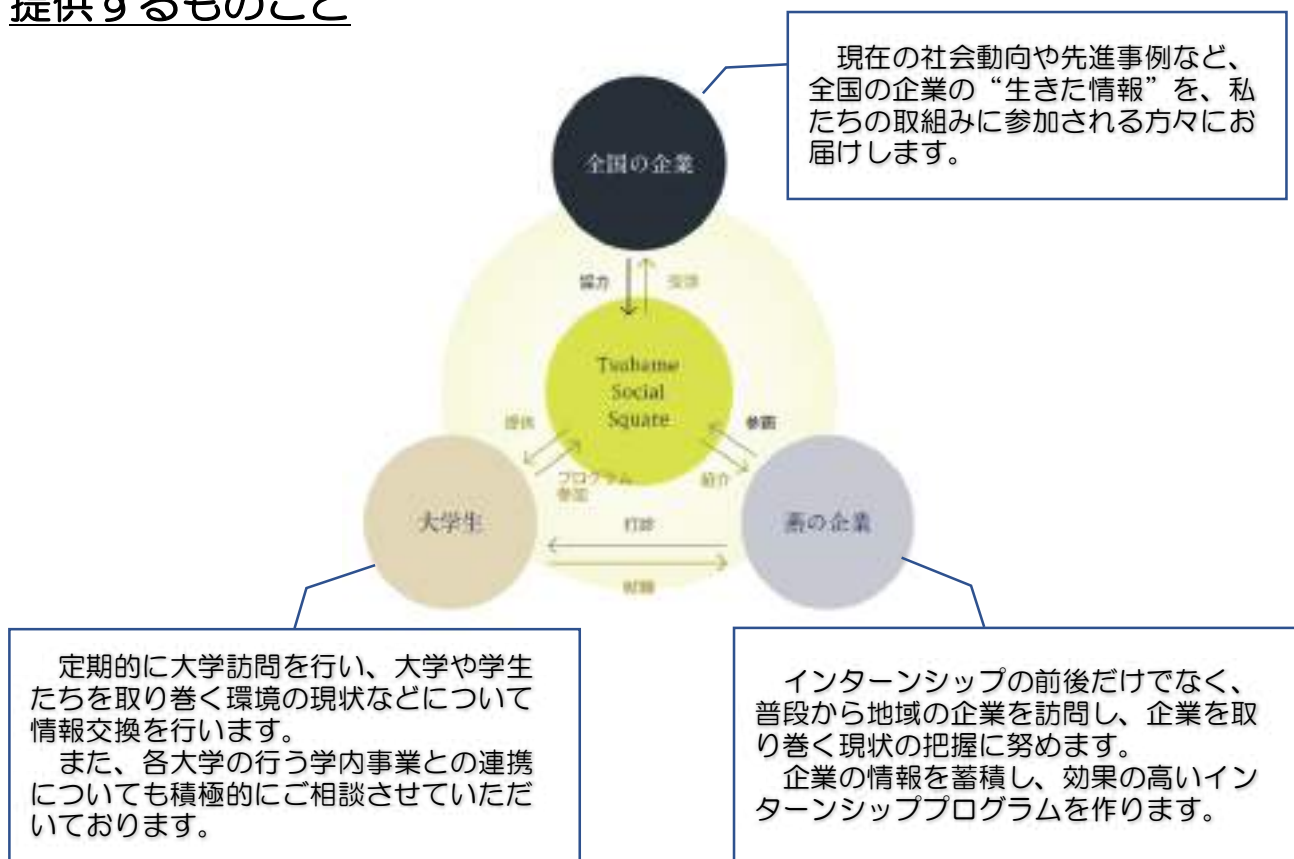 提供するものこと
現在の社会動向や先進事例など、
全国の企業の“生きた情報”を、私
たちの取組みに参加される方々にお
届けします。
全国の企業
協力
Tsubame
Social
Square
提供
参画
プログラム
参加
紹介
大学生
打診
燕の企業
就職
定期的に大学訪問を行い、大学や学生
たちを取り巻く環境の現状などについて
情報交換を行います。
また、各大学の行う学内事業との連携
についても積極的にご相談させていただ
いております。
インターンシップの前後だけでなく、
普段から地域の企業を訪問し、企業を取
り巻く現状の把握に努めます。
企業の情報を蓄積し、効果の高いイン
ターンシッププログラムを作ります。